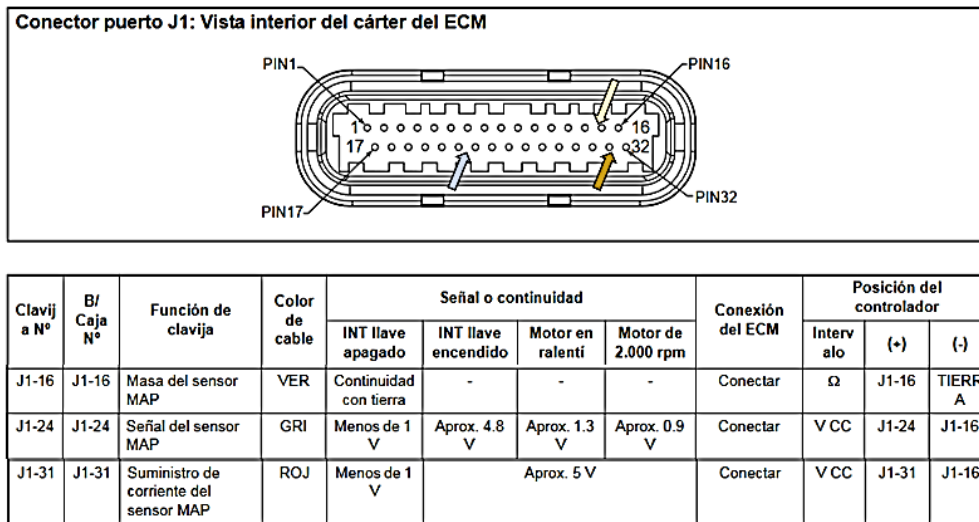 Conector puerto J1: Vista interior del cárter del ECM
PIN1
PIN16
1
16
17
32
PIN17
PIN32
Clavij a Nº
B/ Caja Nº
Función de clavija
Color de cable
Señal o continuidad
Conexión del ECM
Posición del controlador
INT llave apagado
INT llave encendido
Motor en ralentí
Motor de 2.000 rpm
Interv alo
(+)
(-)
J1-16 J1-16 Masa del sensor MAP VER Continuidad con tierra - - - Conectar Ω J1-16 TIERR A
J1-24 J1-24 Señal del sensor MAP GRI Menos de 1 V Aprox. 4.8 V Aprox. 1.3 V Aprox. 0.9 V Conectar V CC J1-24 J1-16
J1-31 J1-31 Suministro de corriente del sensor MAP ROJ Menos de 1 V Aprox. 5 V Conectar V CC J1-31 J1-16